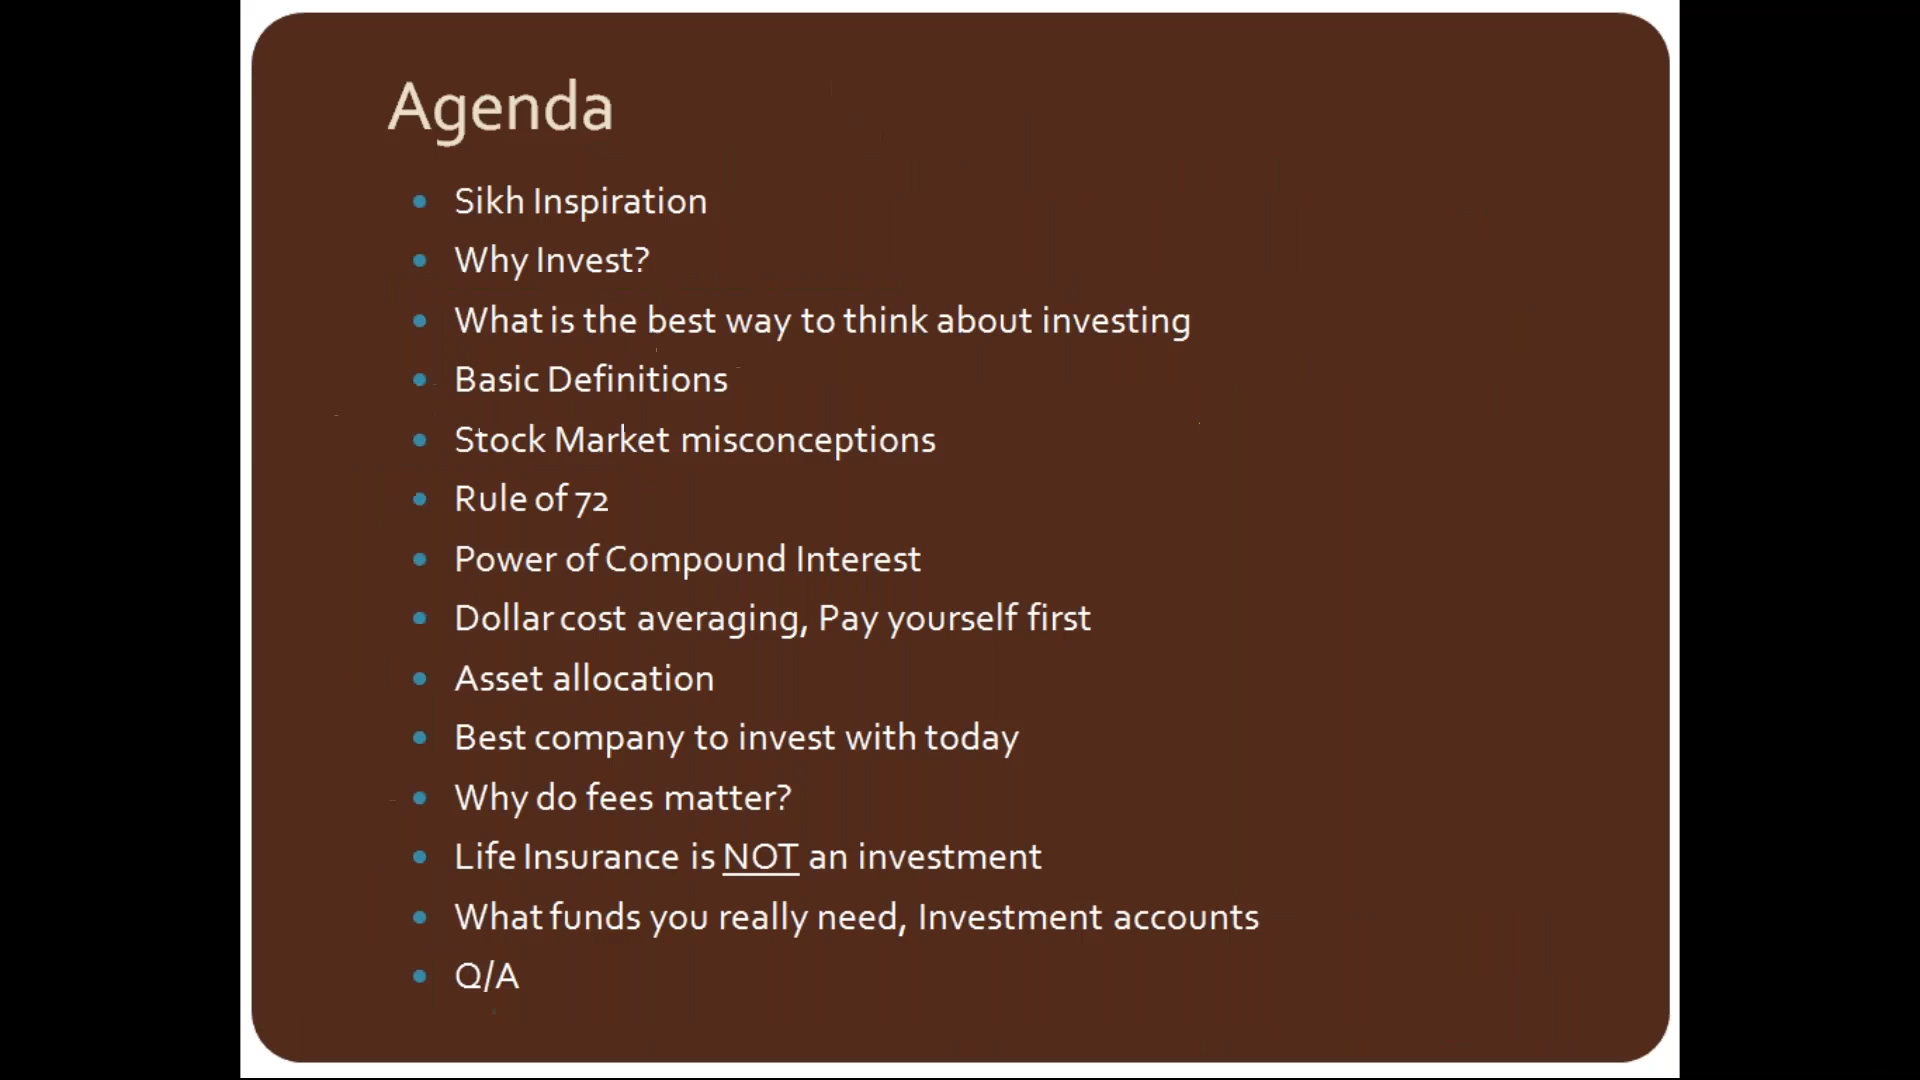 Agenda
Sikh Inspiration
Why Invest?
What is the best way to think about investing
Basic Definitions
Stock Market misconceptions
Rule of 72
Power of Compound Interest
Dollar cost averaging, Pay yourself first
Asset allocation
Best company to invest with today
Why do fees matter?
Life Insurance is NOT an investment
What funds you really need, Investment accounts
Q/A